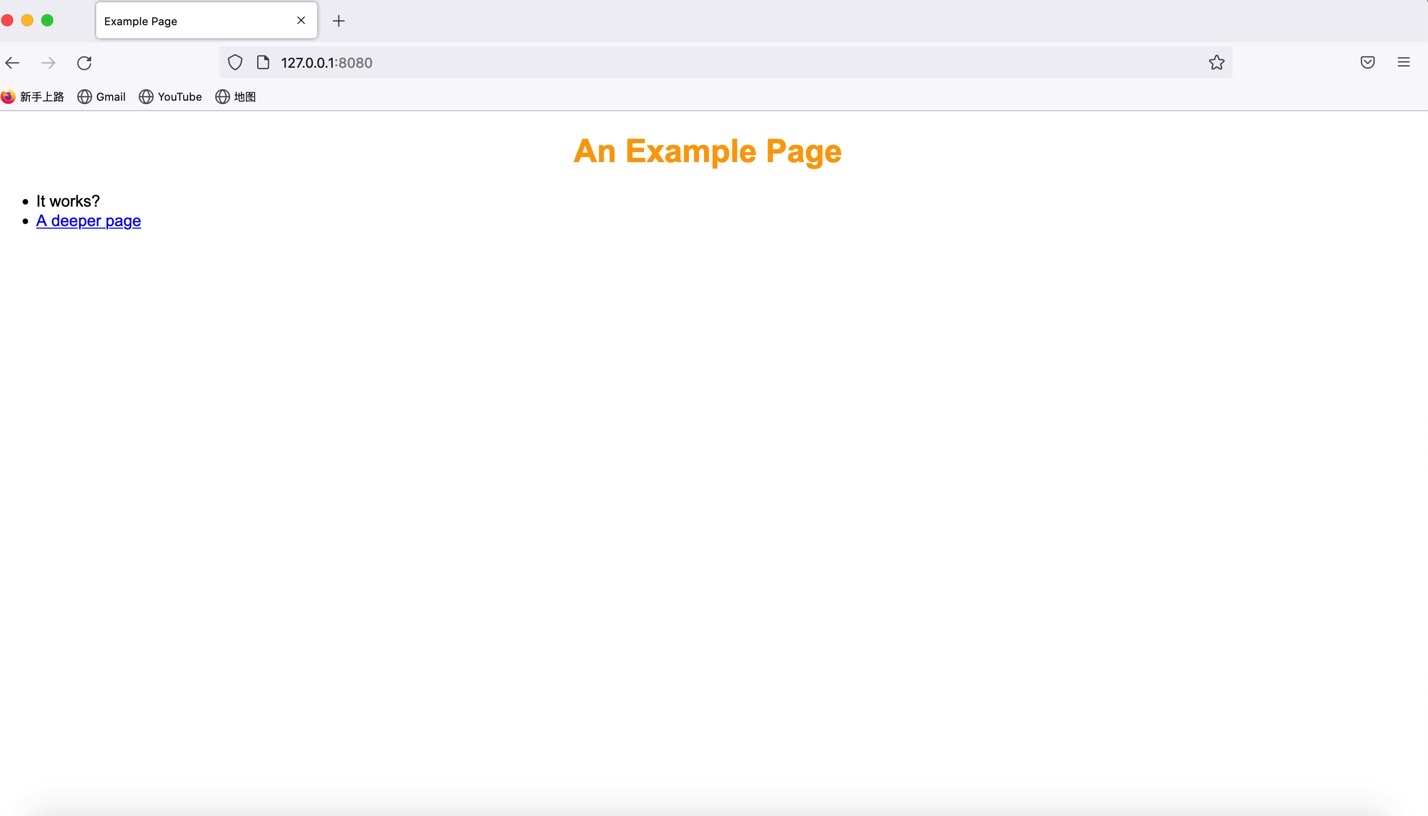 Example Page
127.0.0.1:8080
新手上路 Gmail YouTube 地图
An Example Page
It works?
A deeper page